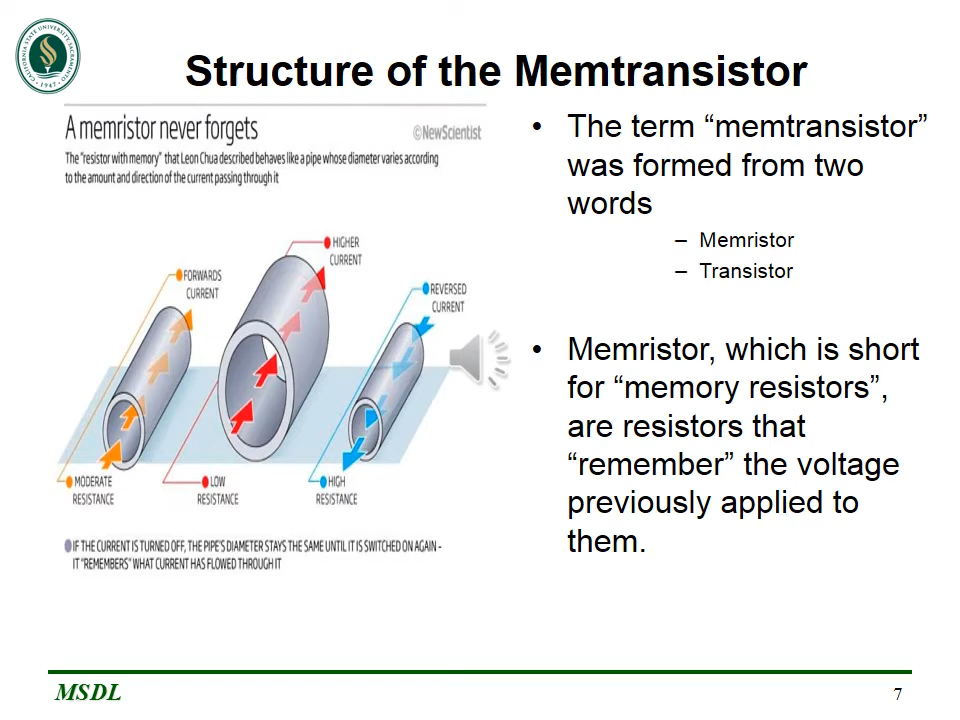 CALIFORNIA STATE UNIVERSITY, SACRAMENTO
• 1947 •
Structure of the Memtransistor
A memristor never forgets
©NewScientist
The "resistor with memory" that Leon Chua described behaves like a pipe whose diameter varies according
to the amount and direction of the current passing through it
FORWARDS
CURRENT
HIGHER
CURRENT
REVERSED
CURRENT
MODERATE
RESISTANCE
LOW
RESISTANCE
HIGH
RESISTANCE
IF THE CURRENT IS TURNED OFF, THE PIPE'S DIAMETER STAYS THE SAME UNTIL IT IS SWITCHED ON AGAIN -
IT "REMEMBERS" WHAT CURRENT HAS FLOWED THROUGH IT
• The term “memtransistor”
was formed from two
words
– Memristor
– Transistor
• Memristor, which is short
for “memory resistors”,
are resistors that
“remember” the voltage
previously applied to
them.
MSDL
7